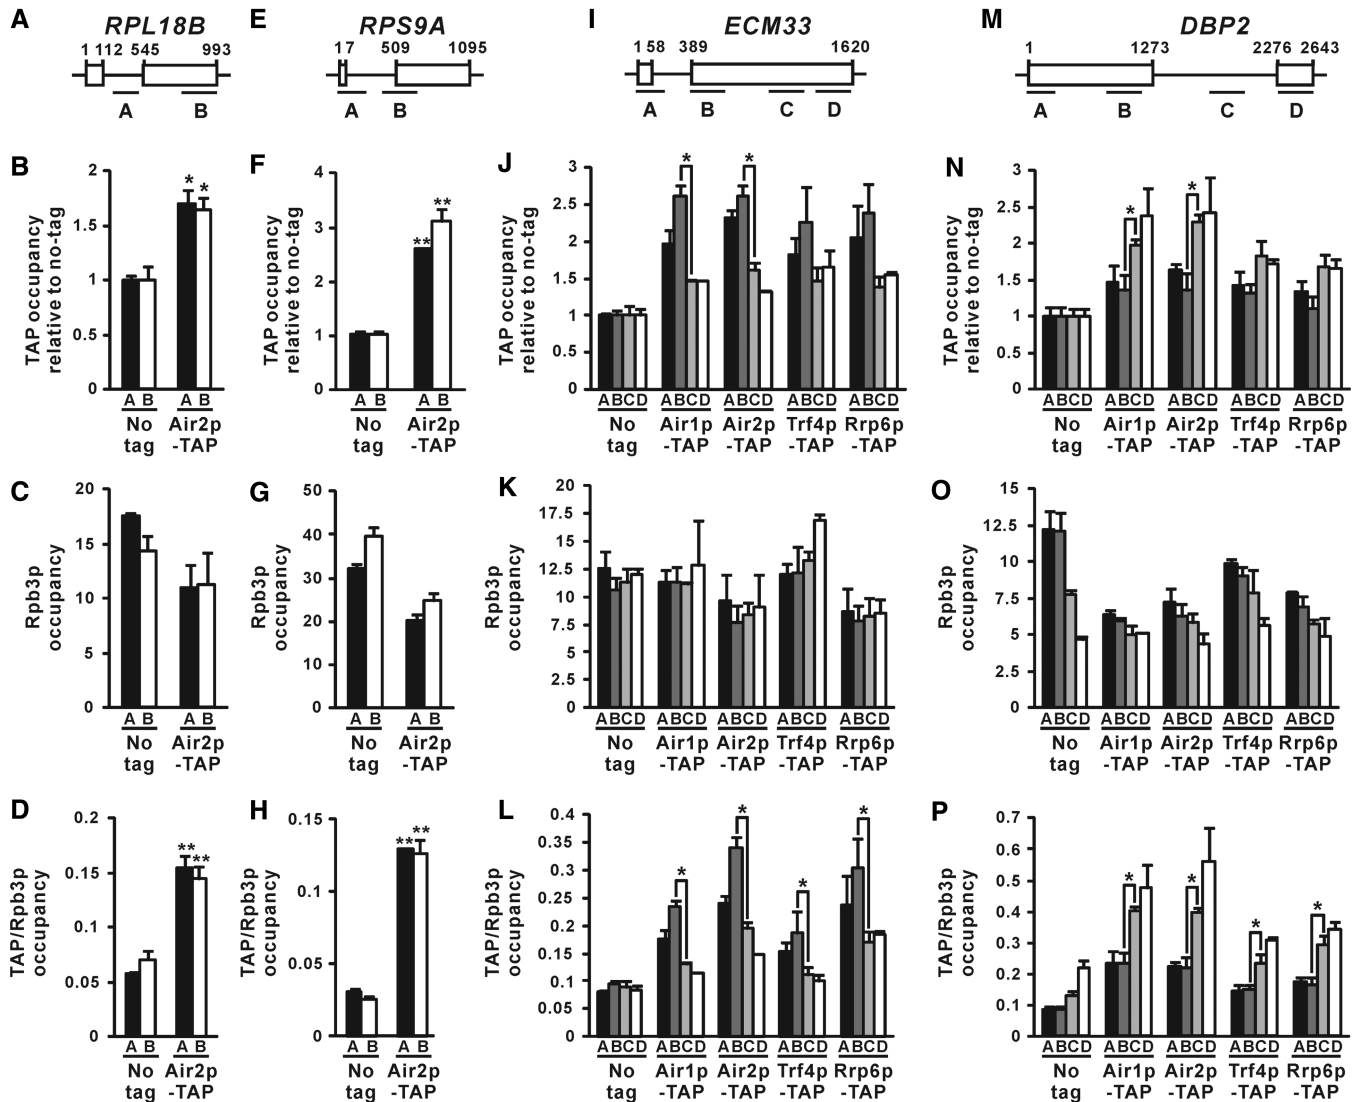 A
RPL18B
1 112 545 993
A B
E
RPS9A
17 509 1095
A B
I
ECM33
1 58 389 1620
A B C D
M
DBP2
1 1273 2276 2643
A B C D
B
TAP occupancy
relative to no-tag
2
1.5
1
0.5
0
* *
A B A B
No
tag
Air2p
-TAP
F
TAP occupancy
relative to no-tag
4
3
2
1
0
** **
A B A B
No
tag
Air2p
-TAP
J
TAP occupancy
relative to no-tag
3
2.5
2
1.5
1
0.5
0
* *
ABCD ABCD ABCD ABCD ABCD
No
tag
Air1p
-TAP
Air2p
-TAP
Trf4p
-TAP
Rrp6p
-TAP
N
TAP occupancy
relative to no-tag
3
2.5
2
1.5
1
0.5
0
* *
ABCD ABCD ABCD ABCD ABCD
No
tag
Air1p
-TAP
Air2p
-TAP
Trf4p
-TAP
Rrp6p
-TAP
C
Rpb3p
occupancy
20
15
10
5
0
A B A B
No
tag
Air2p
-TAP
G
Rpb3p
occupancy
50
40
30
20
10
0
A B A B
No
tag
Air2p
-TAP
K
Rpb3p
occupancy
20
17.5
15
12.5
10
7.5
5
2.5
0
ABCD ABCD ABCD ABCD ABCD
No
tag
Air1p
-TAP
Air2p
-TAP
Trf4p
-TAP
Rrp6p
-TAP
O
Rpb3p
occupancy
15
12.5
10
7.5
5
2.5
0
ABCD ABCD ABCD ABCD ABCD
No
tag
Air1p
-TAP
Air2p
-TAP
Trf4p
-TAP
Rrp6p
-TAP
D
TAP/Rpb3p
occupancy
0.2
0.15
0.1
0.05
0
** **
A B A B
No
tag
Air2p
-TAP
H
TAP/Rpb3p
occupancy
0.15
0.1
0.05
0
** **
A B A B
No
tag
Air2p
-TAP
L
TAP/Rpb3p
occupancy
0.4
0.35
0.3
0.25
0.2
0.15
0.1
0.05
0
* * * *
ABCD ABCD ABCD ABCD ABCD
No
tag
Air1p
-TAP
Air2p
-TAP
Trf4p
-TAP
Rrp6p
-TAP
P
TAP/Rpb3p
occupancy
0.7
0.6
0.5
0.4
0.3
0.2
0.1
0
* * * *
ABCD ABCD ABCD ABCD ABCD
No
tag
Air1p
-TAP
Air2p
-TAP
Trf4p
-TAP
Rrp6p
-TAP